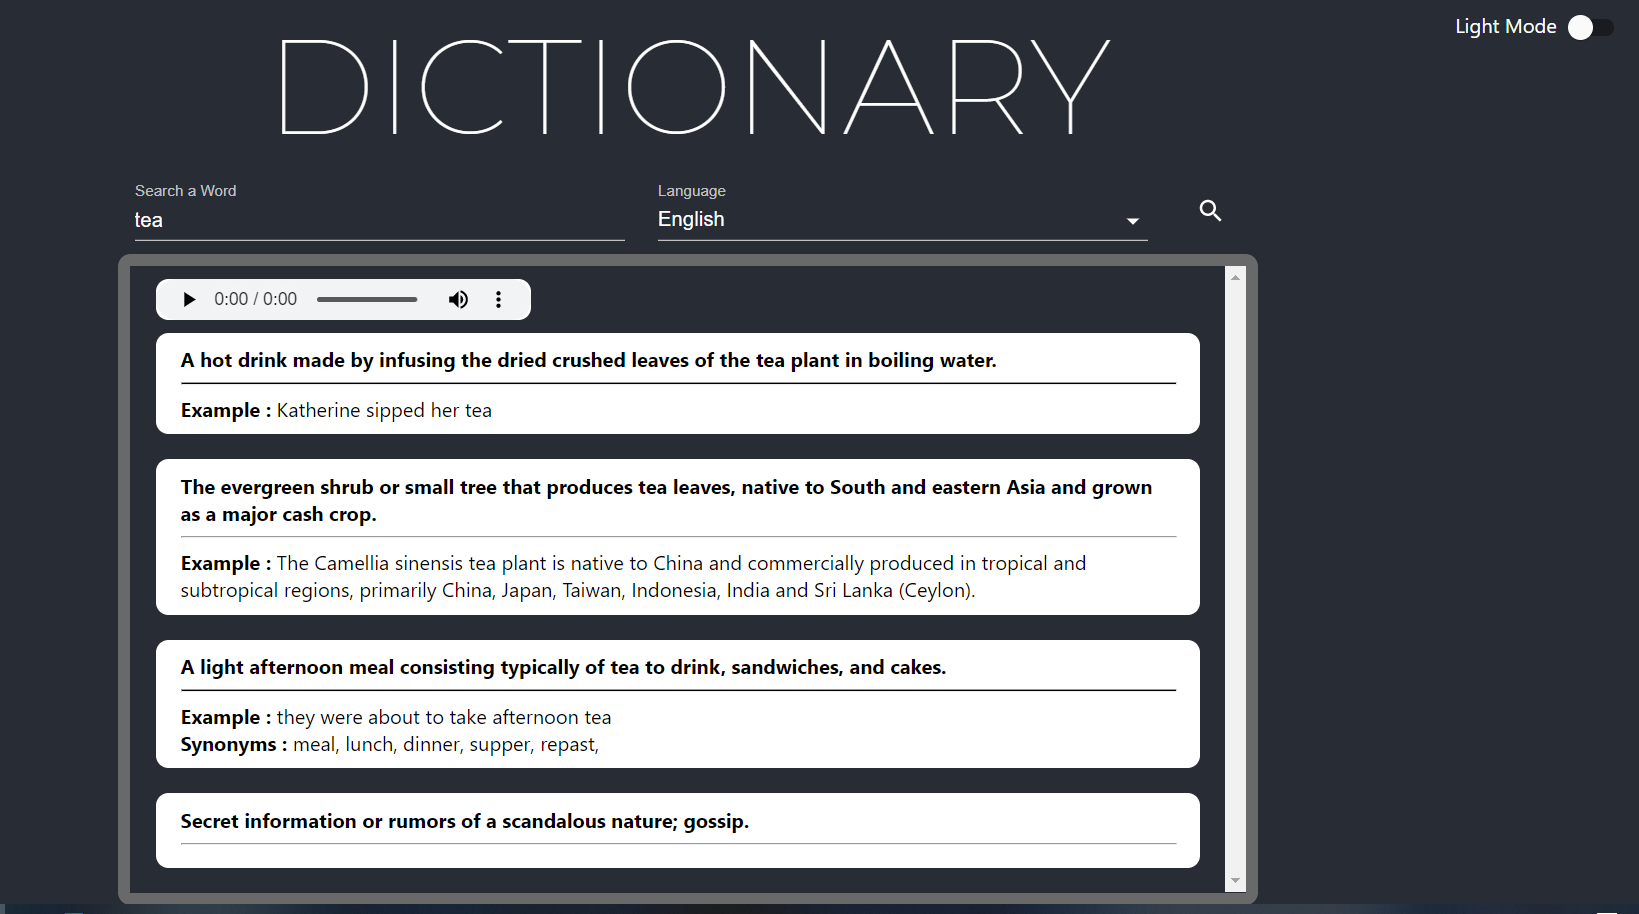 Light Mode
DICTIONARY
Search a Word
tea
Language
English
0:00 / 0:00
A hot drink made by infusing the dried crushed leaves of the tea plant in boiling water.
Example : Katherine sipped her tea
The evergreen shrub or small tree that produces tea leaves, native to South and eastern Asia and grown
as a major cash crop.
Example : The Camellia sinensis tea plant is native to China and commercially produced in tropical and
subtropical regions, primarily China, Japan, Taiwan, Indonesia, India and Sri Lanka (Ceylon).
A light afternoon meal consisting typically of tea to drink, sandwiches, and cakes.
Example : they were about to take afternoon tea
Synonyms : meal, lunch, dinner, supper, repast,
Secret information or rumors of a scandalous nature; gossip.